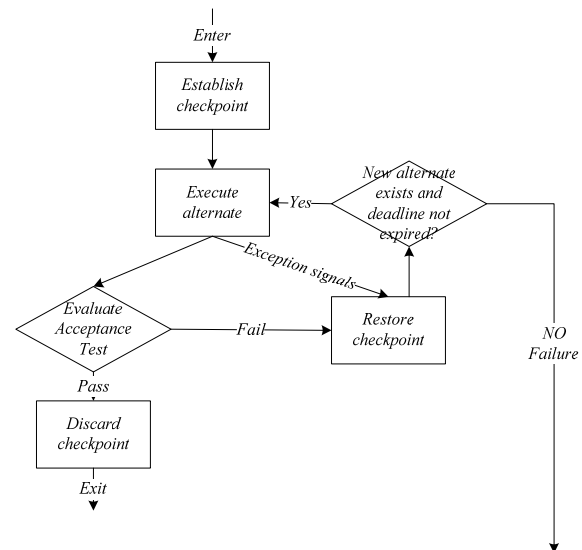 Enter
Establish
checkpoint
Execute
alternate
Yes
New alternate
exists and
deadline not
expired?
Exception signals
Evaluate
Acceptance
Test
Fail
Restore
checkpoint
NO
Failure
Pass
Discard
checkpoint
Exit